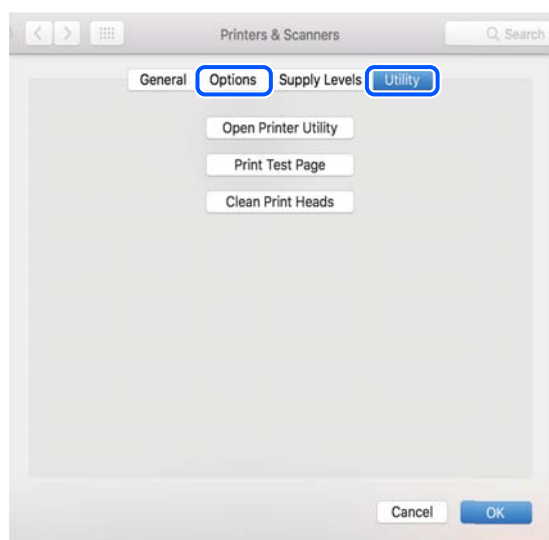 Printers & Scanners Search
General Options Supply Levels Utility
Open Printer Utility
Print Test Page
Clean Print Heads
Cancel OK